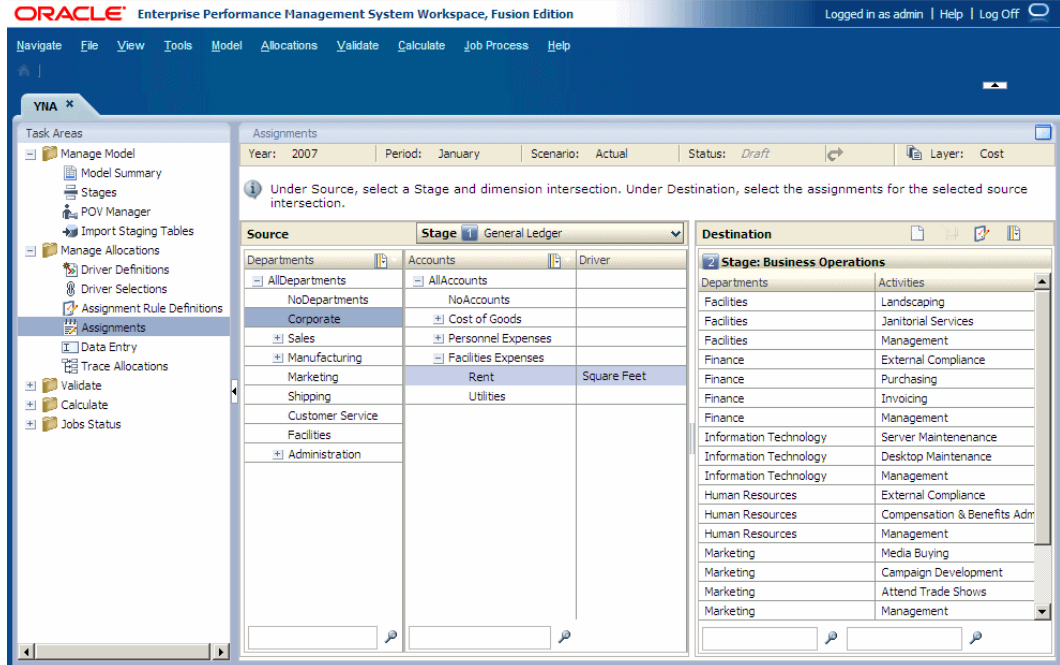 ORACLE Enterprise Performance Management System Workspace, Fusion Edition
Logged in as admin | Help | Log Off
Navigate File View Tools Model Allocations Validate Calculate Job Process Help
YNA
Task Areas
Manage Model
Model Summary
Stages
POV Manager
Import Staging Tables
Manage Allocations
Driver Definitions
Driver Selections
Assignment Rule Definitions
Assignments
Data Entry
Trace Allocations
Validate
Calculate
Jobs Status
Assignments
Year: 2007 Period: January Scenario: Actual Status: Draft Layer: Cost
Under Source, select a Stage and dimension intersection. Under Destination, select the assignments for the selected source
intersection.
Source Stage 1 General Ledger
Departments Accounts Driver
AllDepartments AllAccounts
NoDepartments NoAccounts
Corporate Cost of Goods
Sales Personnel Expenses
Manufacturing Facilities Expenses
Marketing Rent Square Feet
Shipping Utilities
Customer Service
Facilities
Administration
Destination
2 Stage: Business Operations
Departments Activities
Facilities Landscaping
Facilities Janitorial Services
Facilities Management
Finance External Compliance
Finance Purchasing
Finance Invoicing
Finance Management
Information Technology Server Maintenenance
Information Technology Desktop Maintenance
Information Technology Management
Human Resources External Compliance
Human Resources Compensation & Benefits Adm
Human Resources Management
Marketing Media Buying
Marketing Campaign Development
Marketing Attend Trade Shows
Marketing Management